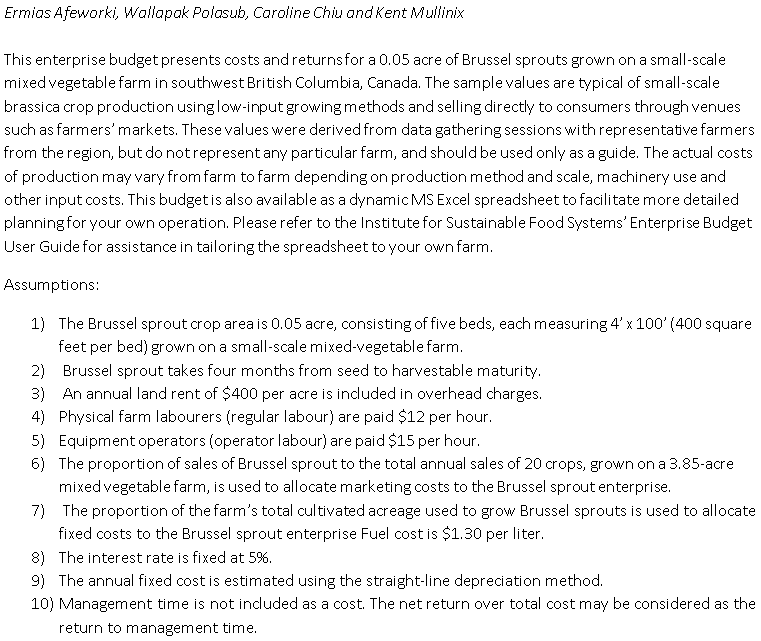 Ermias Afeworki, Wallapak Polasub, Caroline Chiu and Kent Mullinix
This enterprise budget presents costs and returns for a 0.05 acre of Brussel sprouts grown on a small-scale
mixed vegetable farm in southwest British Columbia, Canada. The sample values are typical of small-scale
brassica crop production using low-input growing methods and selling directly to consumers through venues
such as farmers' markets. These values were derived from data gathering sessions with representative farmers
from the region, but do not represent any particular farm, and should be used only as a guide. The actual costs
of production may vary from farm to farm depending on production method and scale, machinery use and
other input costs. This budget is also available as a dynamic MS Excel spreadsheet to facilitate more detailed
planning for your own operation. Please refer to the Institute for Sustainable Food Systems' Enterprise Budget
User Guide for assistance in tailoring the spreadsheet to your own farm.
Assumptions:
1) The Brussel sprout crop area is 0.05 acre, consisting of five beds, each measuring 4' x 100' (400 square
feet per bed) grown on a small-scale mixed-vegetable farm.
2) Brussel sprout takes four months from seed to harvestable maturity.
3) An annual land rent of $400 per acre is included in overhead charges.
4) Physical farm labourers (regular labour) are paid $12 per hour.
5) Equipment operators (operator labour) are paid $15 per hour.
6) The proportion of sales of Brussel sprout to the total annual sales of 20 crops, grown on a 3.85-acre
mixed vegetable farm, is used to allocate marketing costs to the Brussel sprout enterprise.
7) The proportion of the farm's total cultivated acreage used to grow Brussel sprouts is used to allocate
fixed costs to the Brussel sprout enterprise Fuel cost is $1.30 per liter.
8) The interest rate is fixed at 5%.
9) The annual fixed cost is estimated using the straight-line depreciation method.
10) Management time is not included as a cost. The net return over total cost may be considered as the
return to management time.